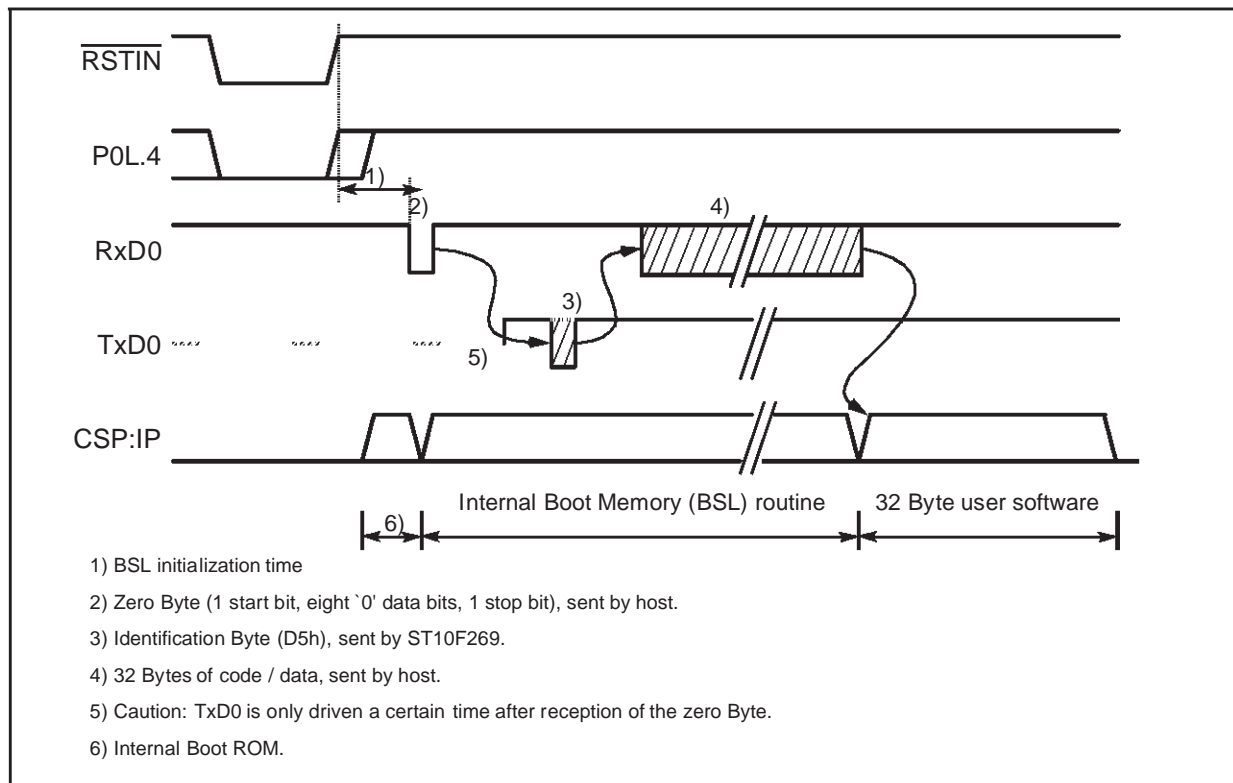 RSTIN
P0L.4
1)
2)
4)
RxD0
3)
TxD0
5)
CSP:IP
Internal Boot Memory (BSL) routine
32 Byte user software
6)
1) BSL initialization time
2) Zero Byte (1 start bit, eight `0' data bits, 1 stop bit), sent by host.
3) Identification Byte (D5h), sent by ST10F269.
4) 32 Bytes of code / data, sent by host.
5) Caution: TxD0 is only driven a certain time after reception of the zero Byte.
6) Internal Boot ROM.